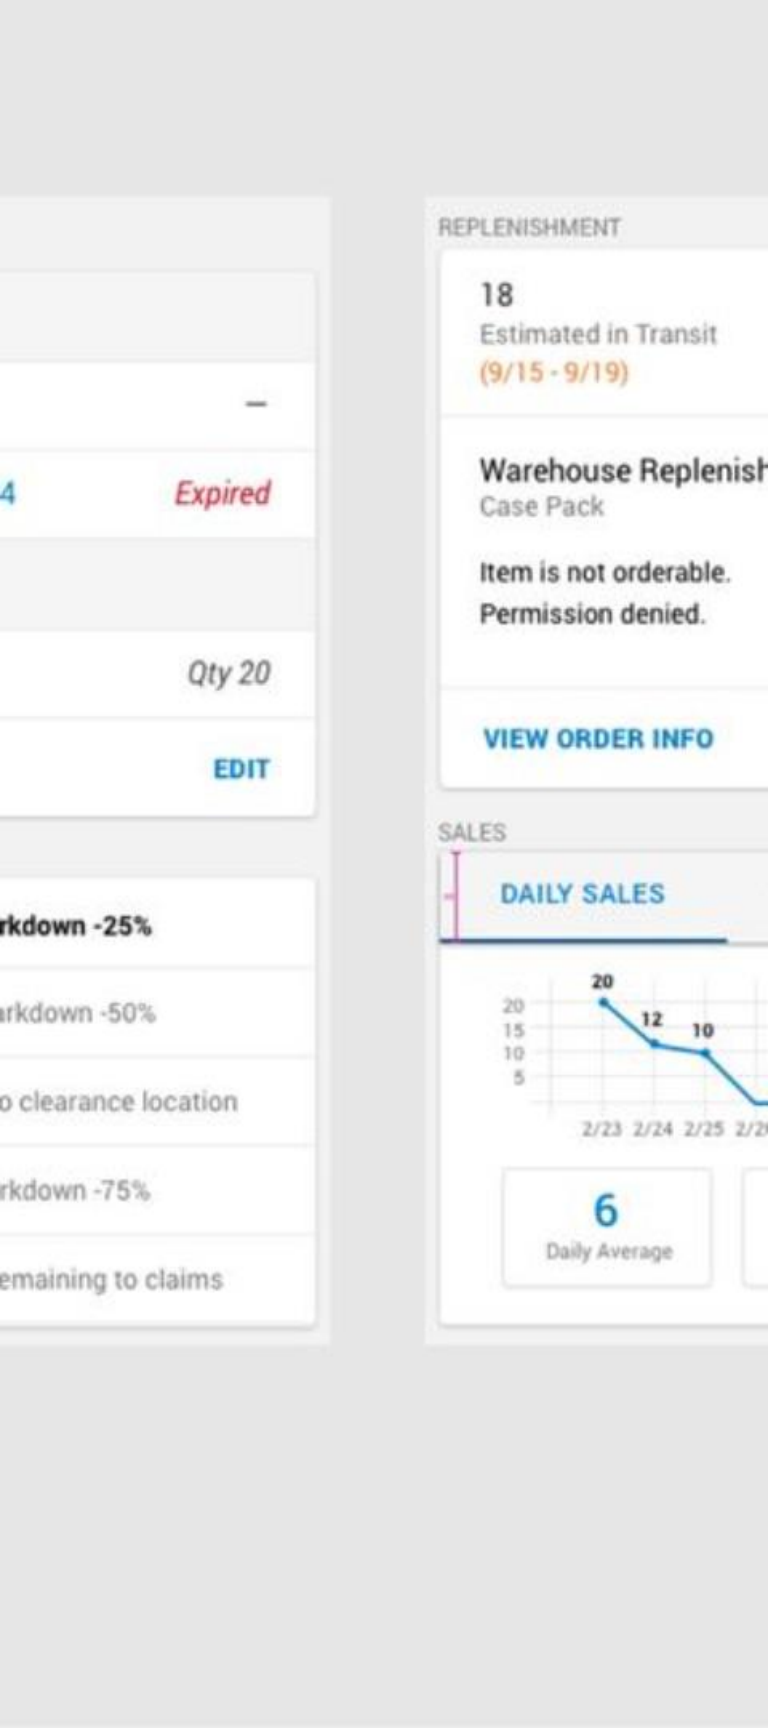 –
4 Expired
Qty 20
EDIT
rkdown -25%
arkdown -50%
o clearance location
rkdown -75%
emaining to claims
REPLENISHMENT
18
Estimated in Transit
(9/15 - 9/19)
Warehouse Replenish
Case Pack
Item is not orderable.
Permission denied.
VIEW ORDER INFO
SALES
DAILY SALES
20
12
10
20
15
10
5
2/23 2/24 2/25 2/2
6
Daily Average